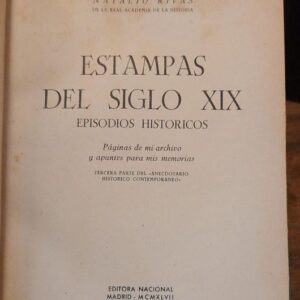 NATALIO RIVAS
DE LA REAL ACADEMIA DE LA HISTORIA
ESTAMPAS
DEL SIGLO XIX
EPISODIOS HISTORICOS
Páginas de mi archivo
y apuntes para mis memorias
TERCERA PARTE DEL «ANECDOTARIO
HISTORICO CONTEMPORANEO»
EDITORA NACIONAL
MADRID - MCMXLVII